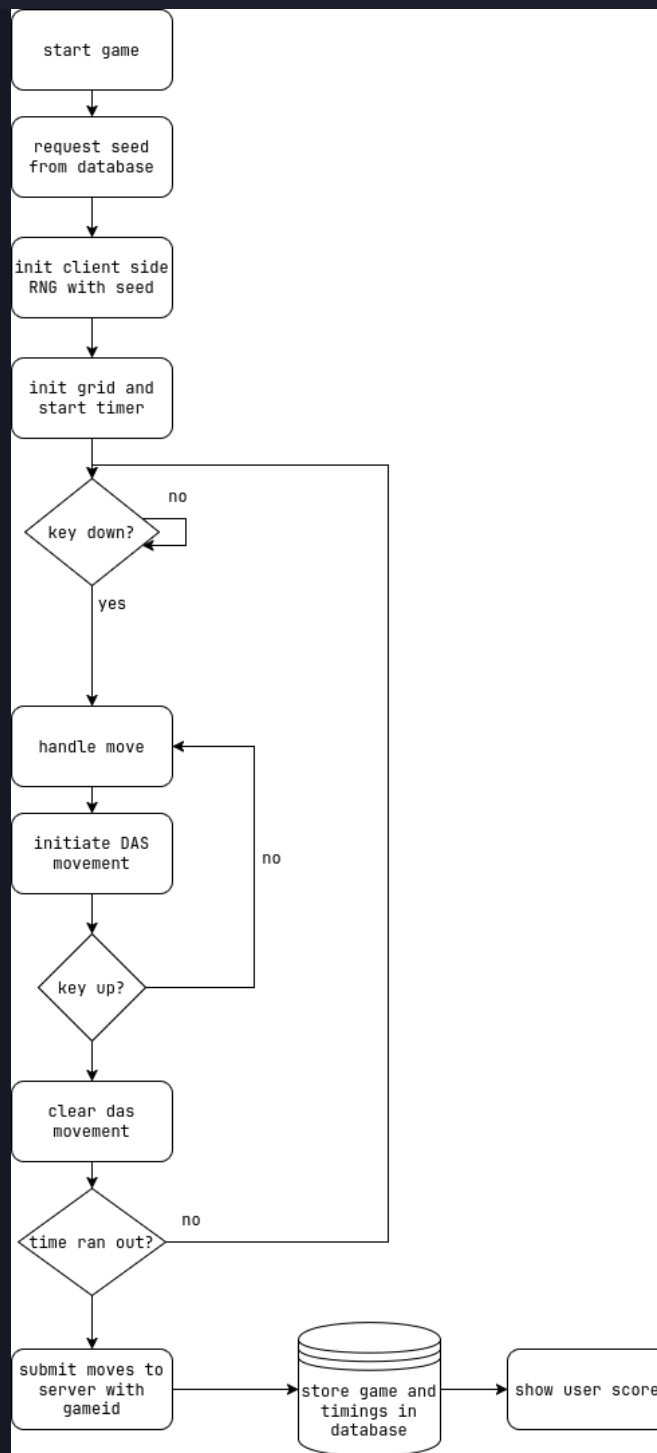 start game
request seed
from database
init client side
RNG with seed
init grid and
start timer
no
key down?
yes
handle move
initiate DAS
movement
no
key up?
clear das
movement
no
time ran out?
submit moves to
server with
gameid
store game and
timings in
database
show user score